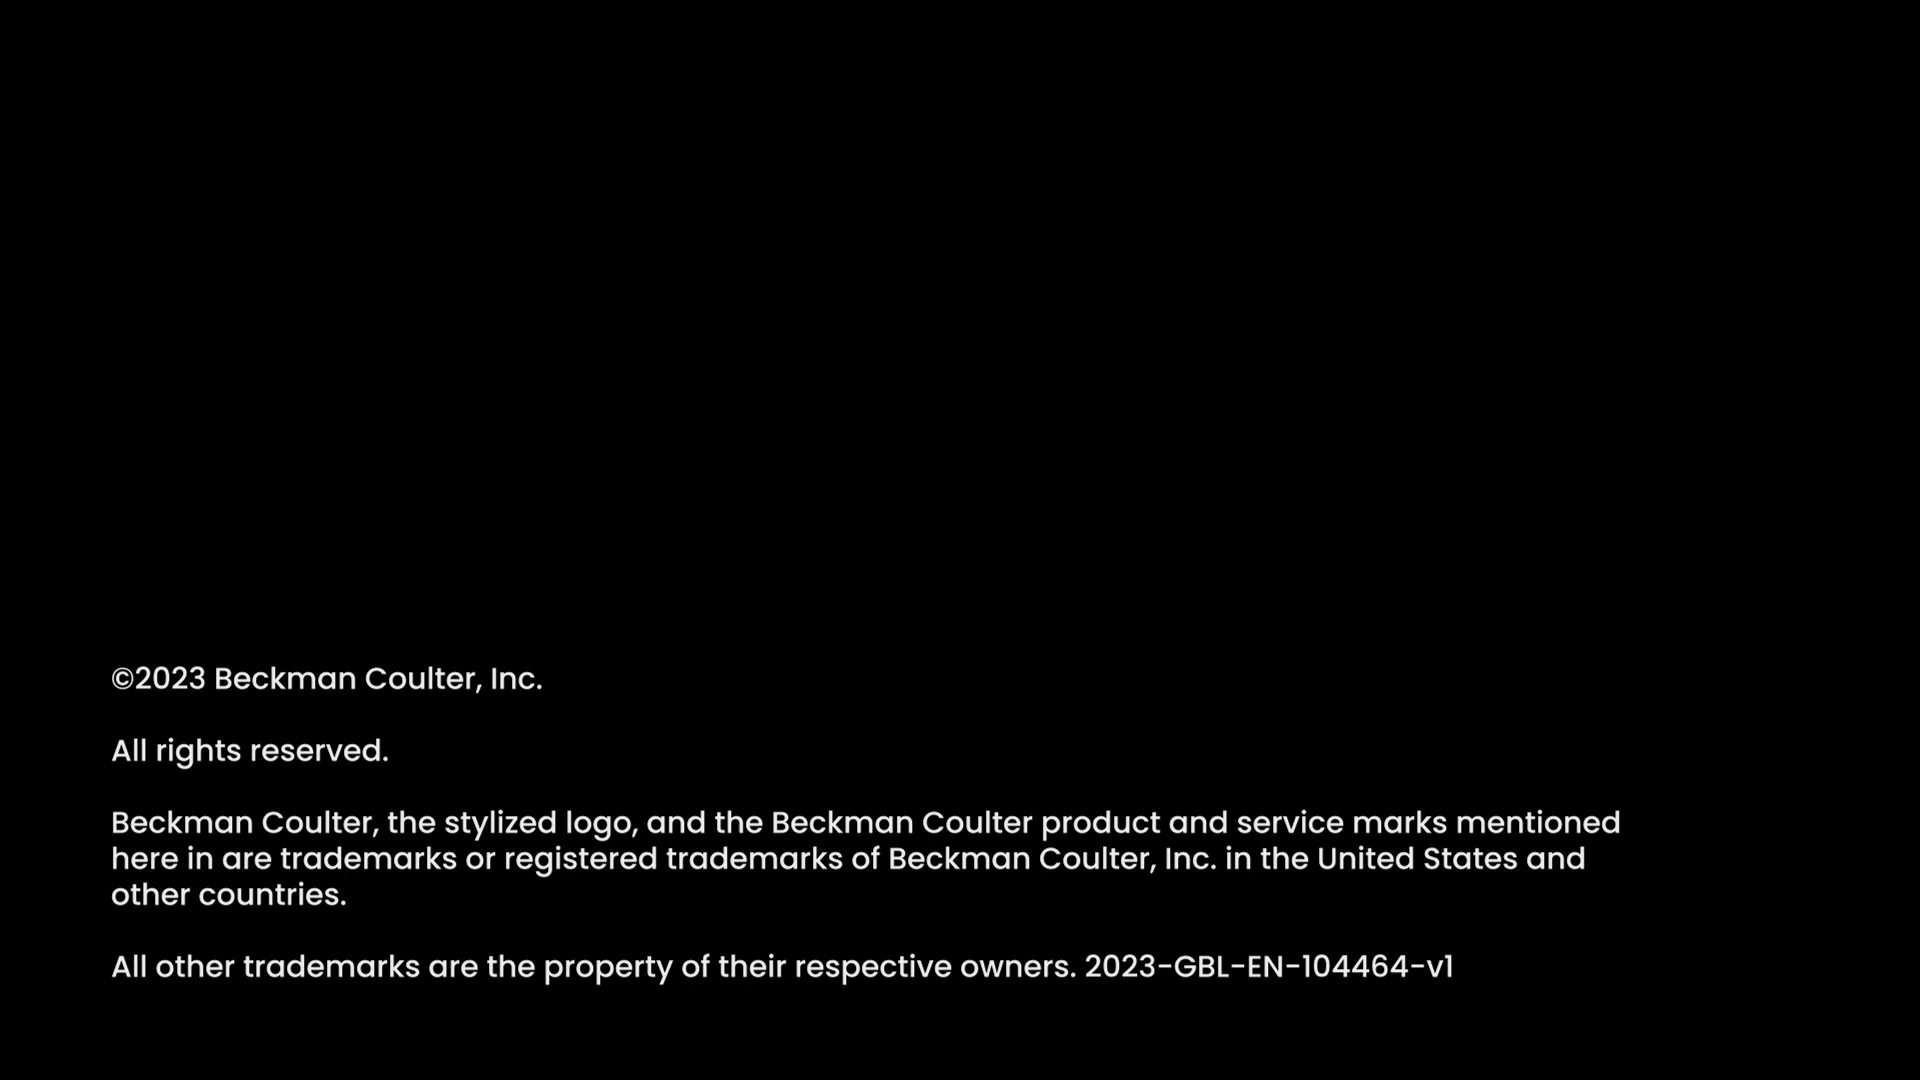 ©2023 Beckman Coulter, Inc.
All rights reserved.
Beckman Coulter, the stylized logo, and the Beckman Coulter product and service marks mentioned
here in are trademarks or registered trademarks of Beckman Coulter, Inc. in the United States and
other countries.
All other trademarks are the property of their respective owners. 2023-GBL-EN-104464-v1